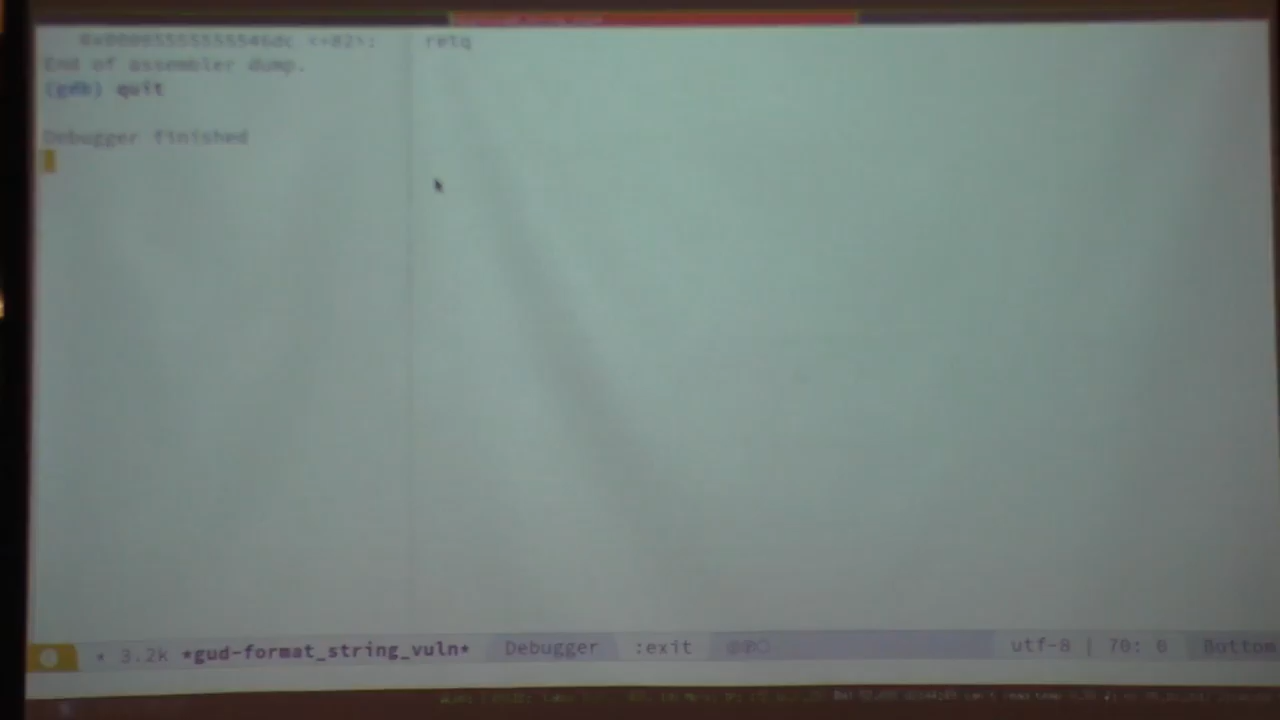 0x00005555555546dc <+82>: retq
End of assembler dump.
(gdb) quit
Debugger finished
* 3.2k *gud-format_string_vuln* Debugger :exit utf-8 | 70: 0 Bottom